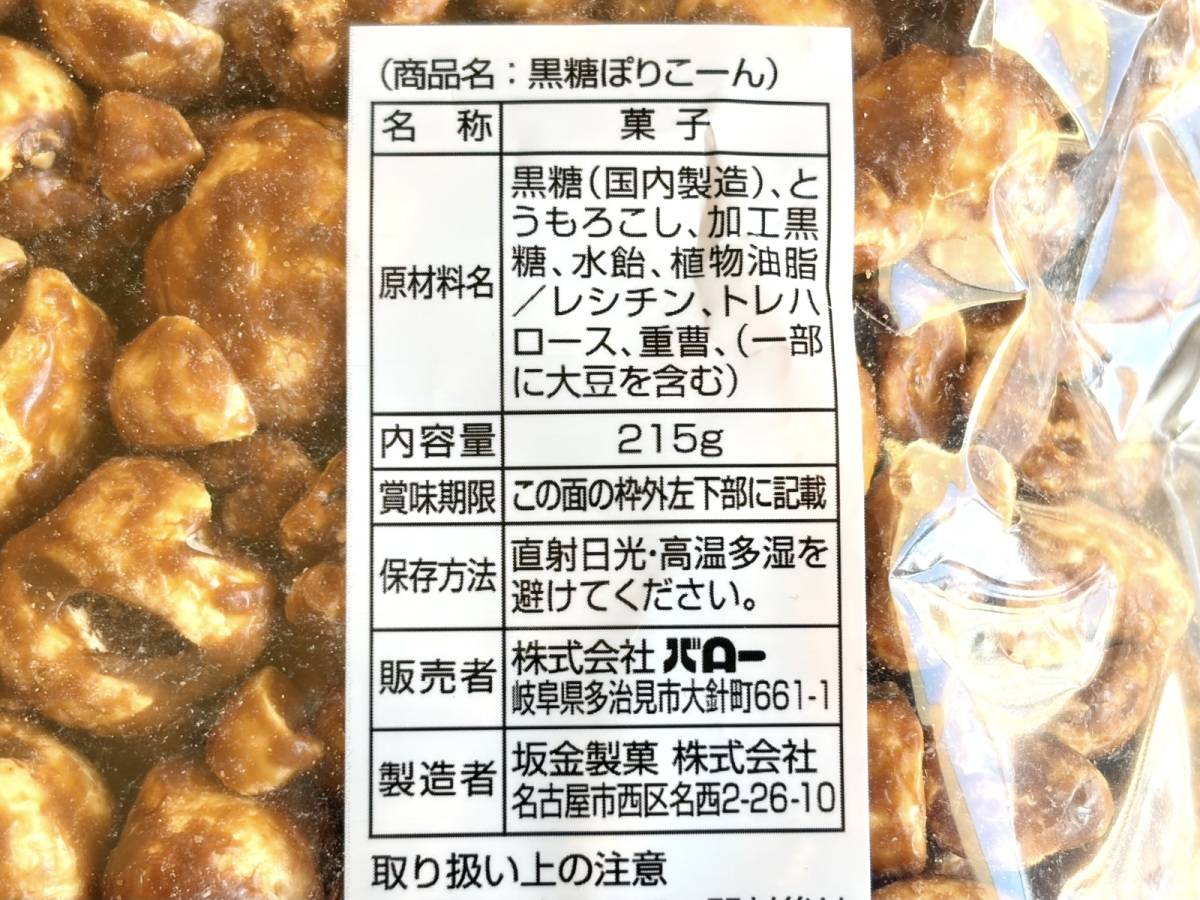 (商品名:黒糖ぽりこーん)
名 称 菓子
原材料名
黒糖(国内製造)、と
うもろこし、加工黒
糖、水飴、植物油脂
/レシチン、トレハ
ロース、重曹、(一部
に大豆を含む)
内容量 215g
賞味期限 この面の枠外左下部に記載
保存方法
直射日光・高温多湿を
避けてください。
販売者
株式会社 バロー
岐阜県多治見市大針町661-1
製造者
坂金製菓 株式会社
名古屋市西区名西2-26-10
取り扱い上の注意